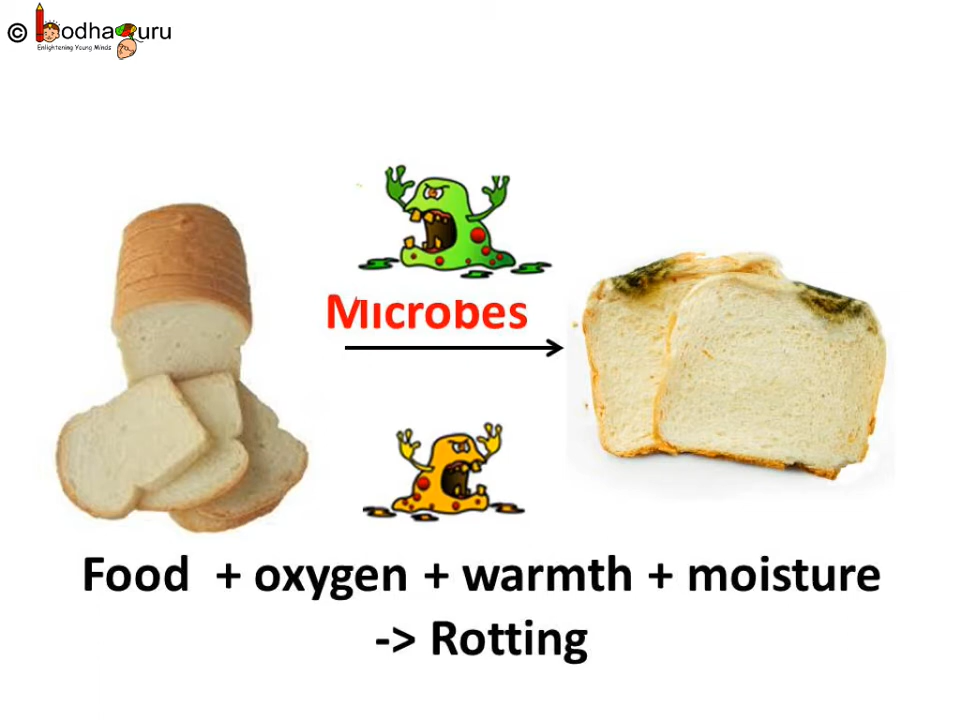 © BodhaGuru
Enlightening Young Minds
Microbes
Food + oxygen + warmth + moisture
-> Rotting